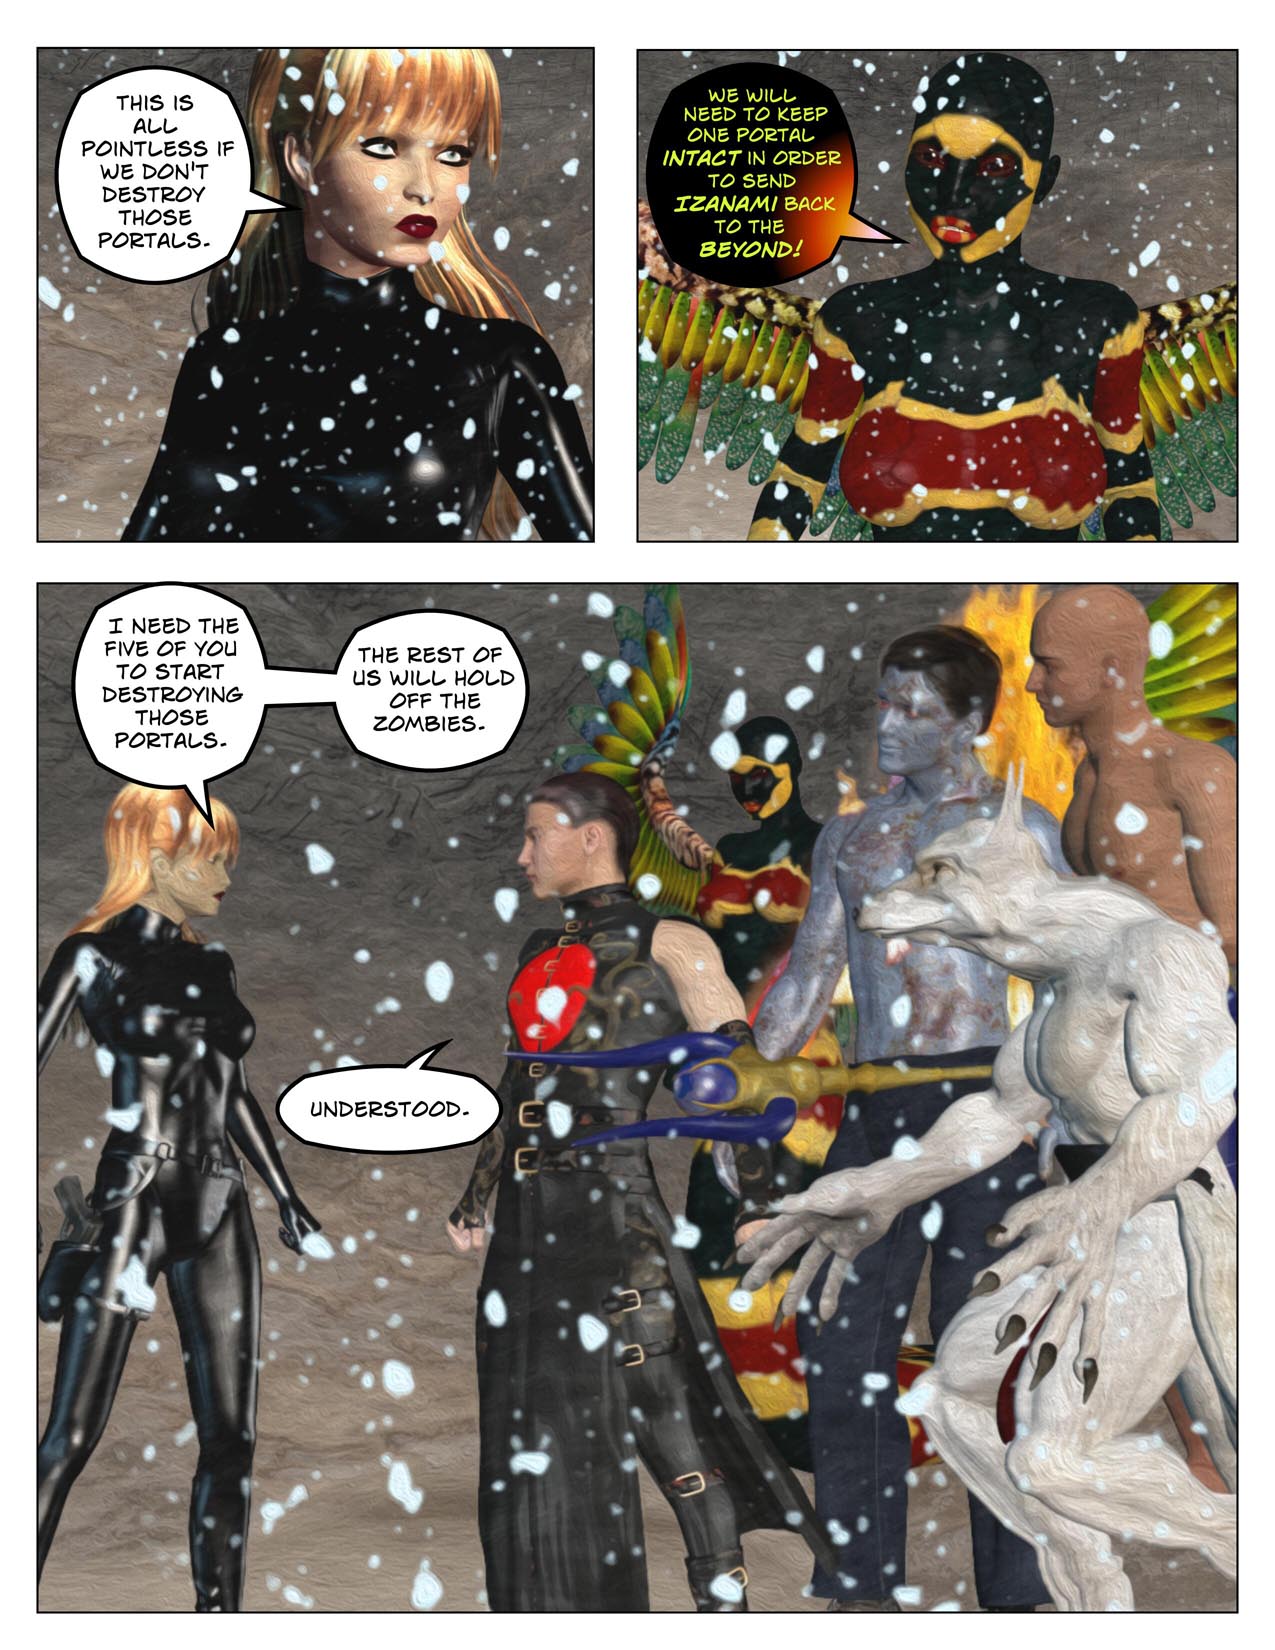 THIS IS
ALL
POINTLESS IF
WE DON'T
DESTROY
THOSE
PORTALS.
WE WILL
NEED TO KEEP
ONE PORTAL
INTACT IN ORDER
TO SEND
IZANAMI BACK
TO THE
BEYOND!
I NEED THE
FIVE OF YOU
TO START
DESTROYING
THOSE
PORTALS.
THE REST OF
US WILL HOLD
OFF THE
ZOMBIES.
UNDERSTOOD.